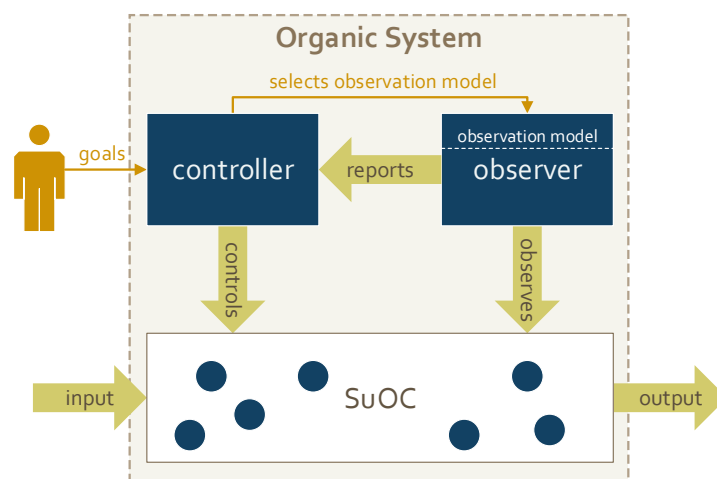 Organic System
selects observation model
goals
controller
reports
observation model
observer
controls
observes
input
SuOC
output